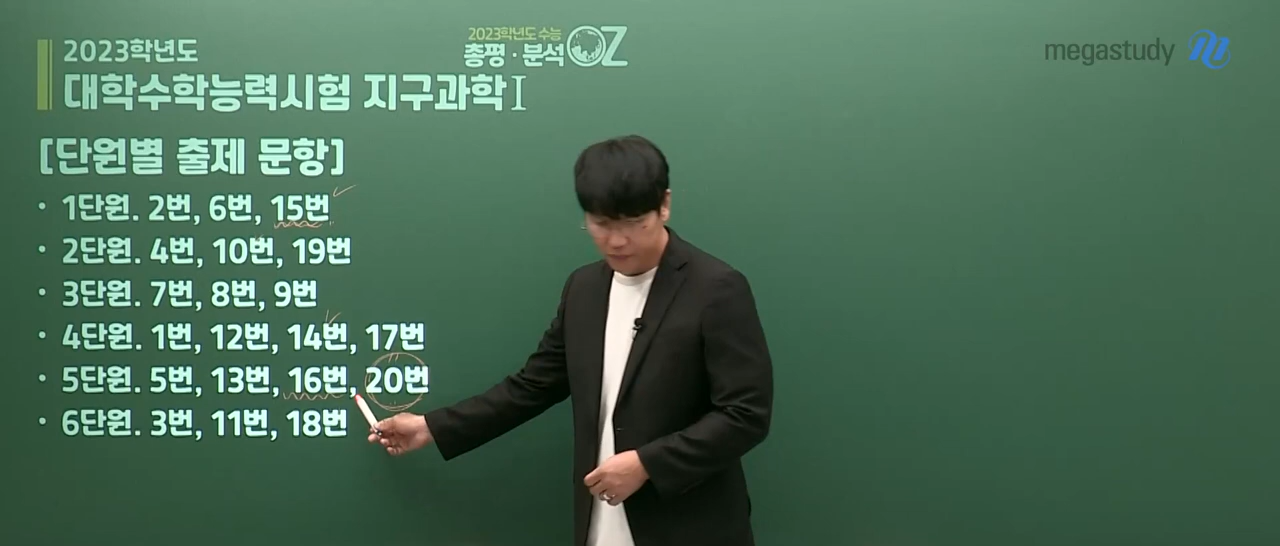 2023학년도
대학수학능력시험 지구과학I
2023학년도 수능
총평·분석 OZ
megastudy
[단원별 출제 문항]
• 1단원. 2번, 6번, 15번
• 2단원. 4번, 10번, 19번
• 3단원. 7번, 8번, 9번
• 4단원. 1번, 12번, 14번, 17번
• 5단원. 5번, 13번, 16번, 20번
• 6단원. 3번, 11번, 18번